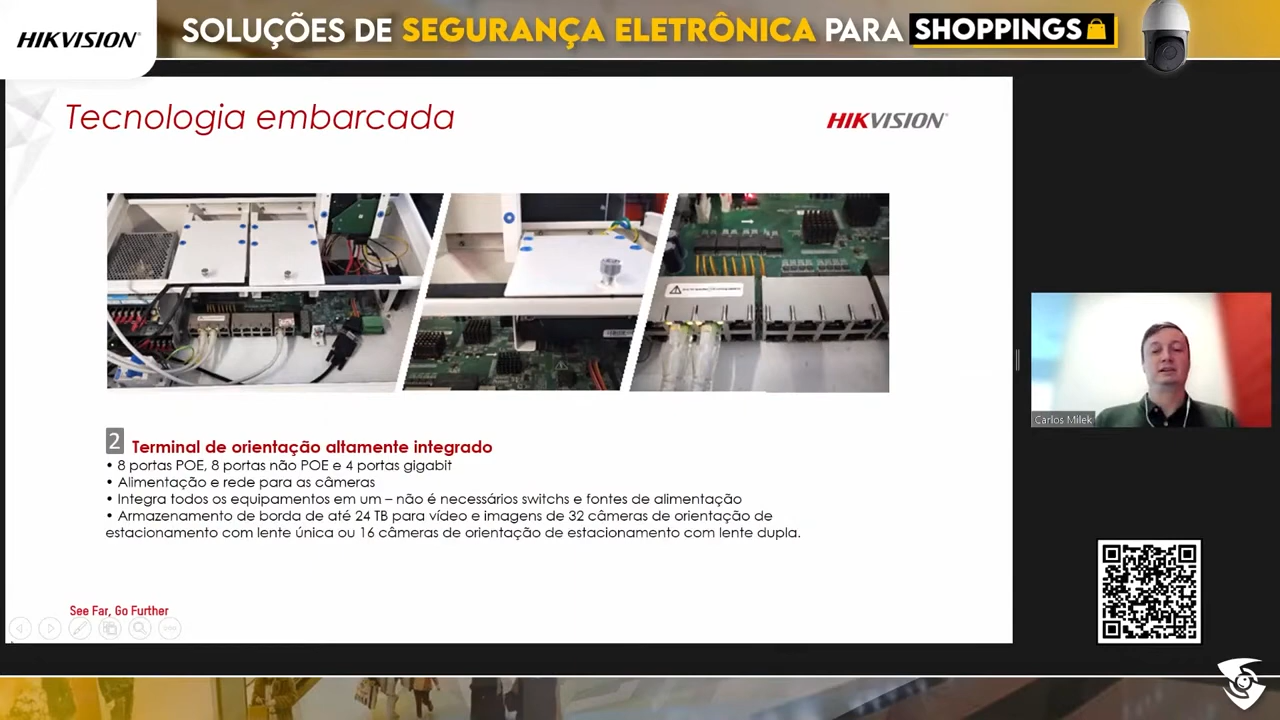 HIKVISION®
SOLUÇÕES DE SEGURANÇA ELETRÔNICA PARA SHOPPINGS
Tecnologia embarcada
HIKVISION®
2 Terminal de orientação altamente integrado
• 8 portas POE, 8 portas não POE e 4 portas gigabit
• Alimentação e rede para as câmeras
• Integra todos os equipamentos em um – não é necessários switchs e fontes de alimentação
• Armazenamento de borda de até 24 TB para vídeo e imagens de 32 câmeras de orientação de
estacionamento com lente única ou 16 câmeras de orientação de estacionamento com lente dupla.
See Far, Go Further
Carlos Milek